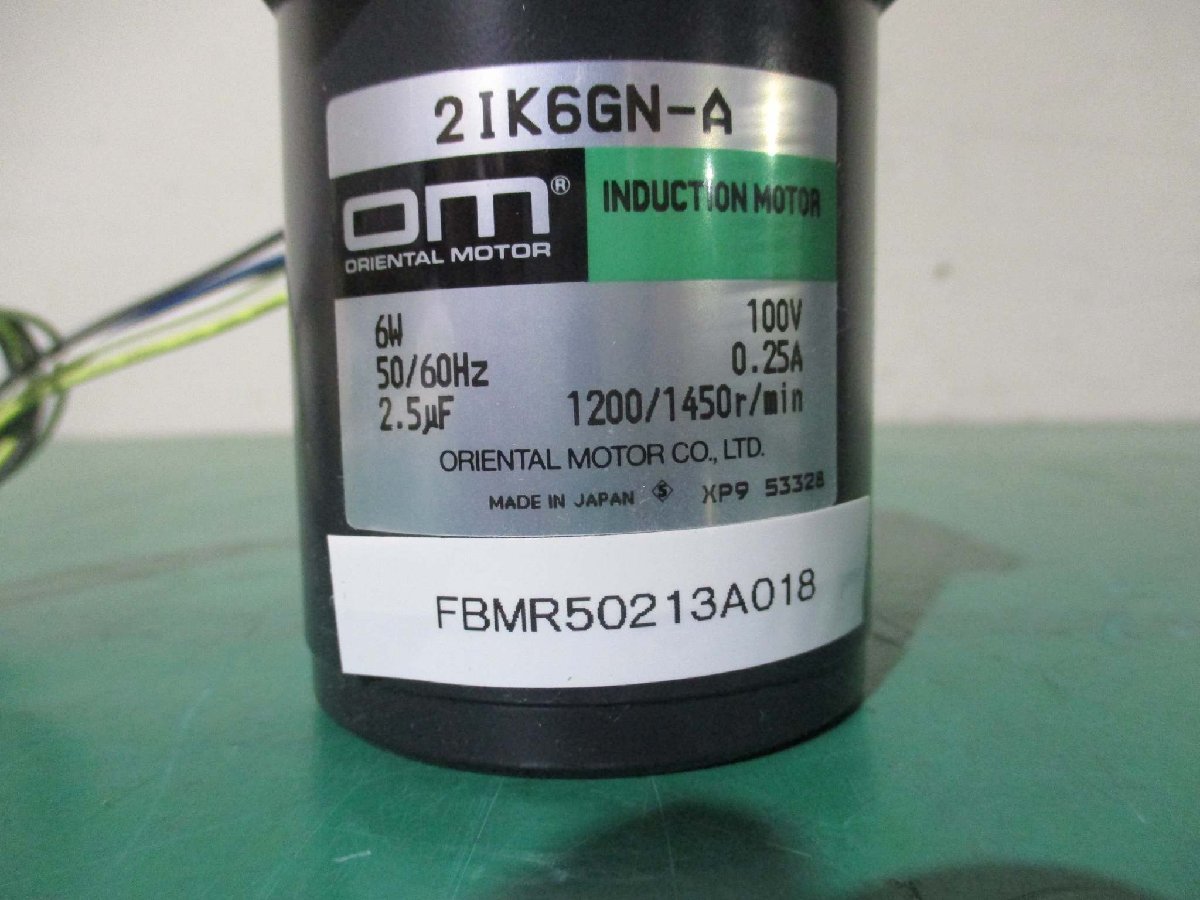 2IK6GN-A
om®
ORIENTAL MOTOR
INDUCTION MOTOR
6W 100V
50/60Hz 0.25A
2.5μF 1200/1450r/min
ORIENTAL MOTOR CO., LTD.
MADE IN JAPAN S XP9 53328
FBMR50213A018